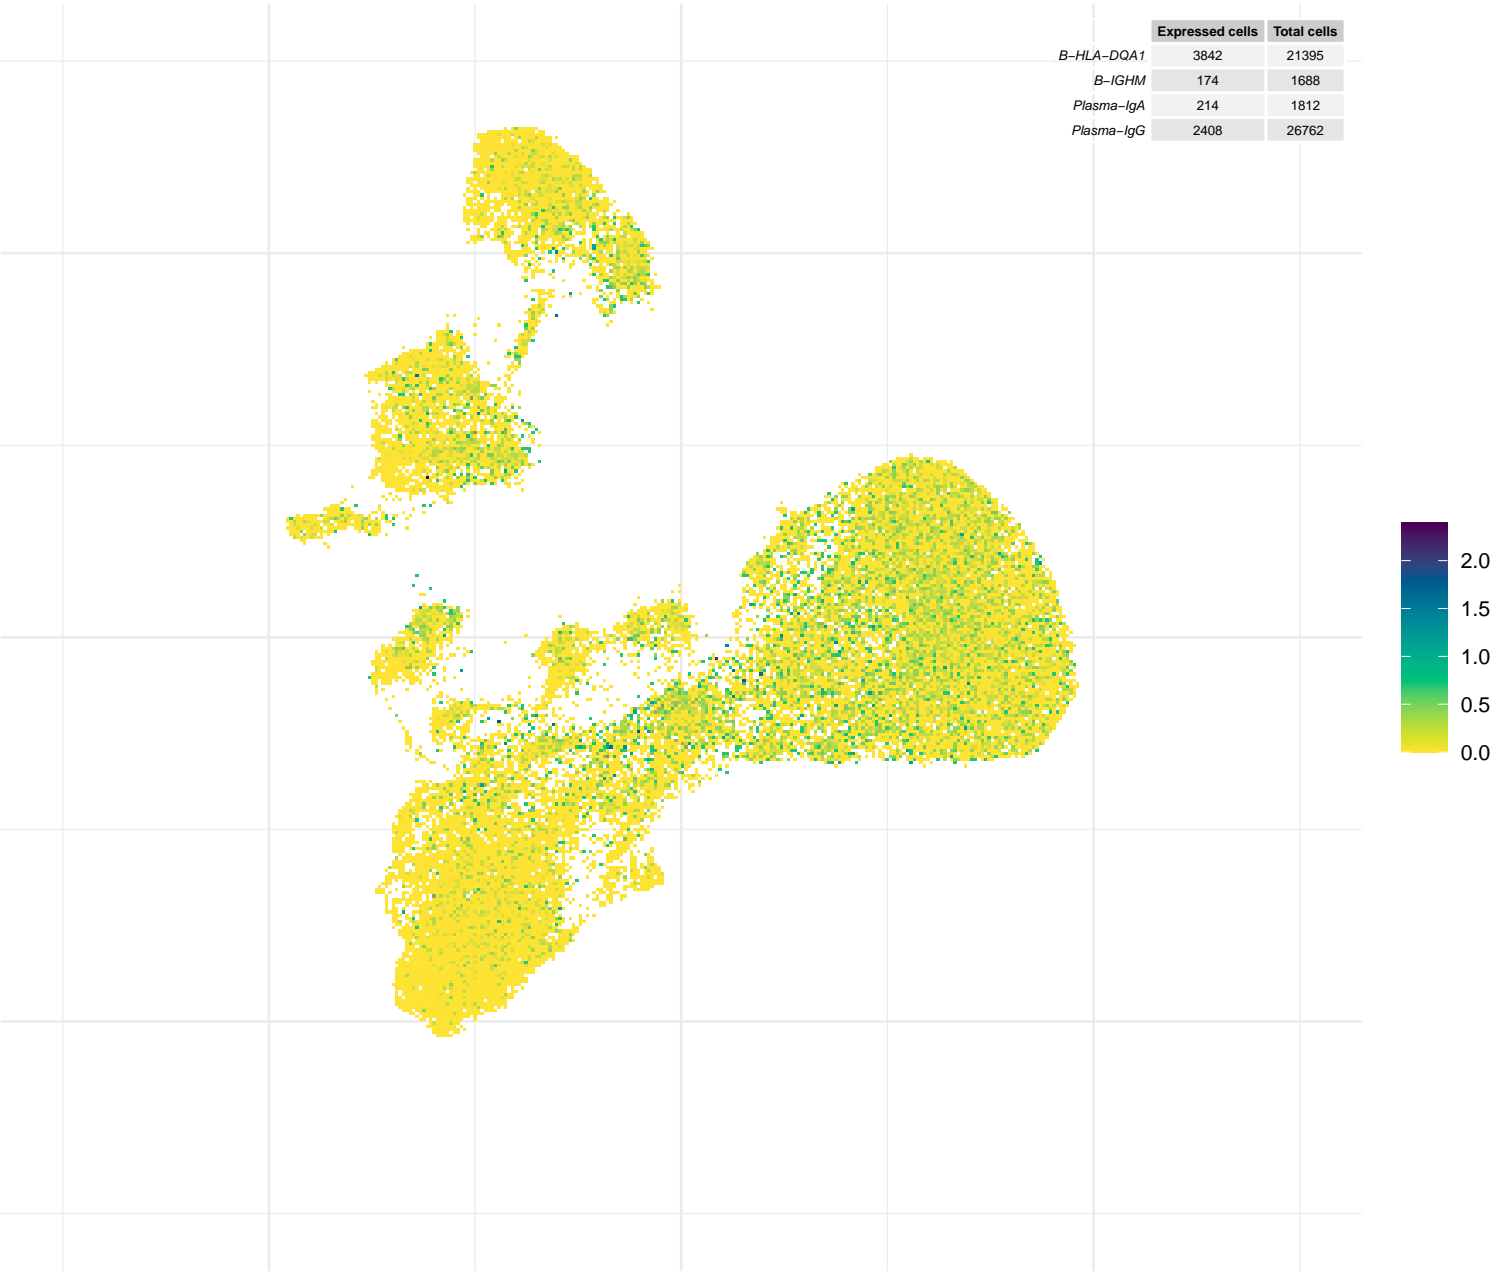 Expressed cells Total cells
B−HLA−DQA1 3842 21395
B−IGHM 174 1688
Plasma−IgA 214 1812
Plasma−IgG 2408 26762
2.0
1.5
1.0
0.5
0.0